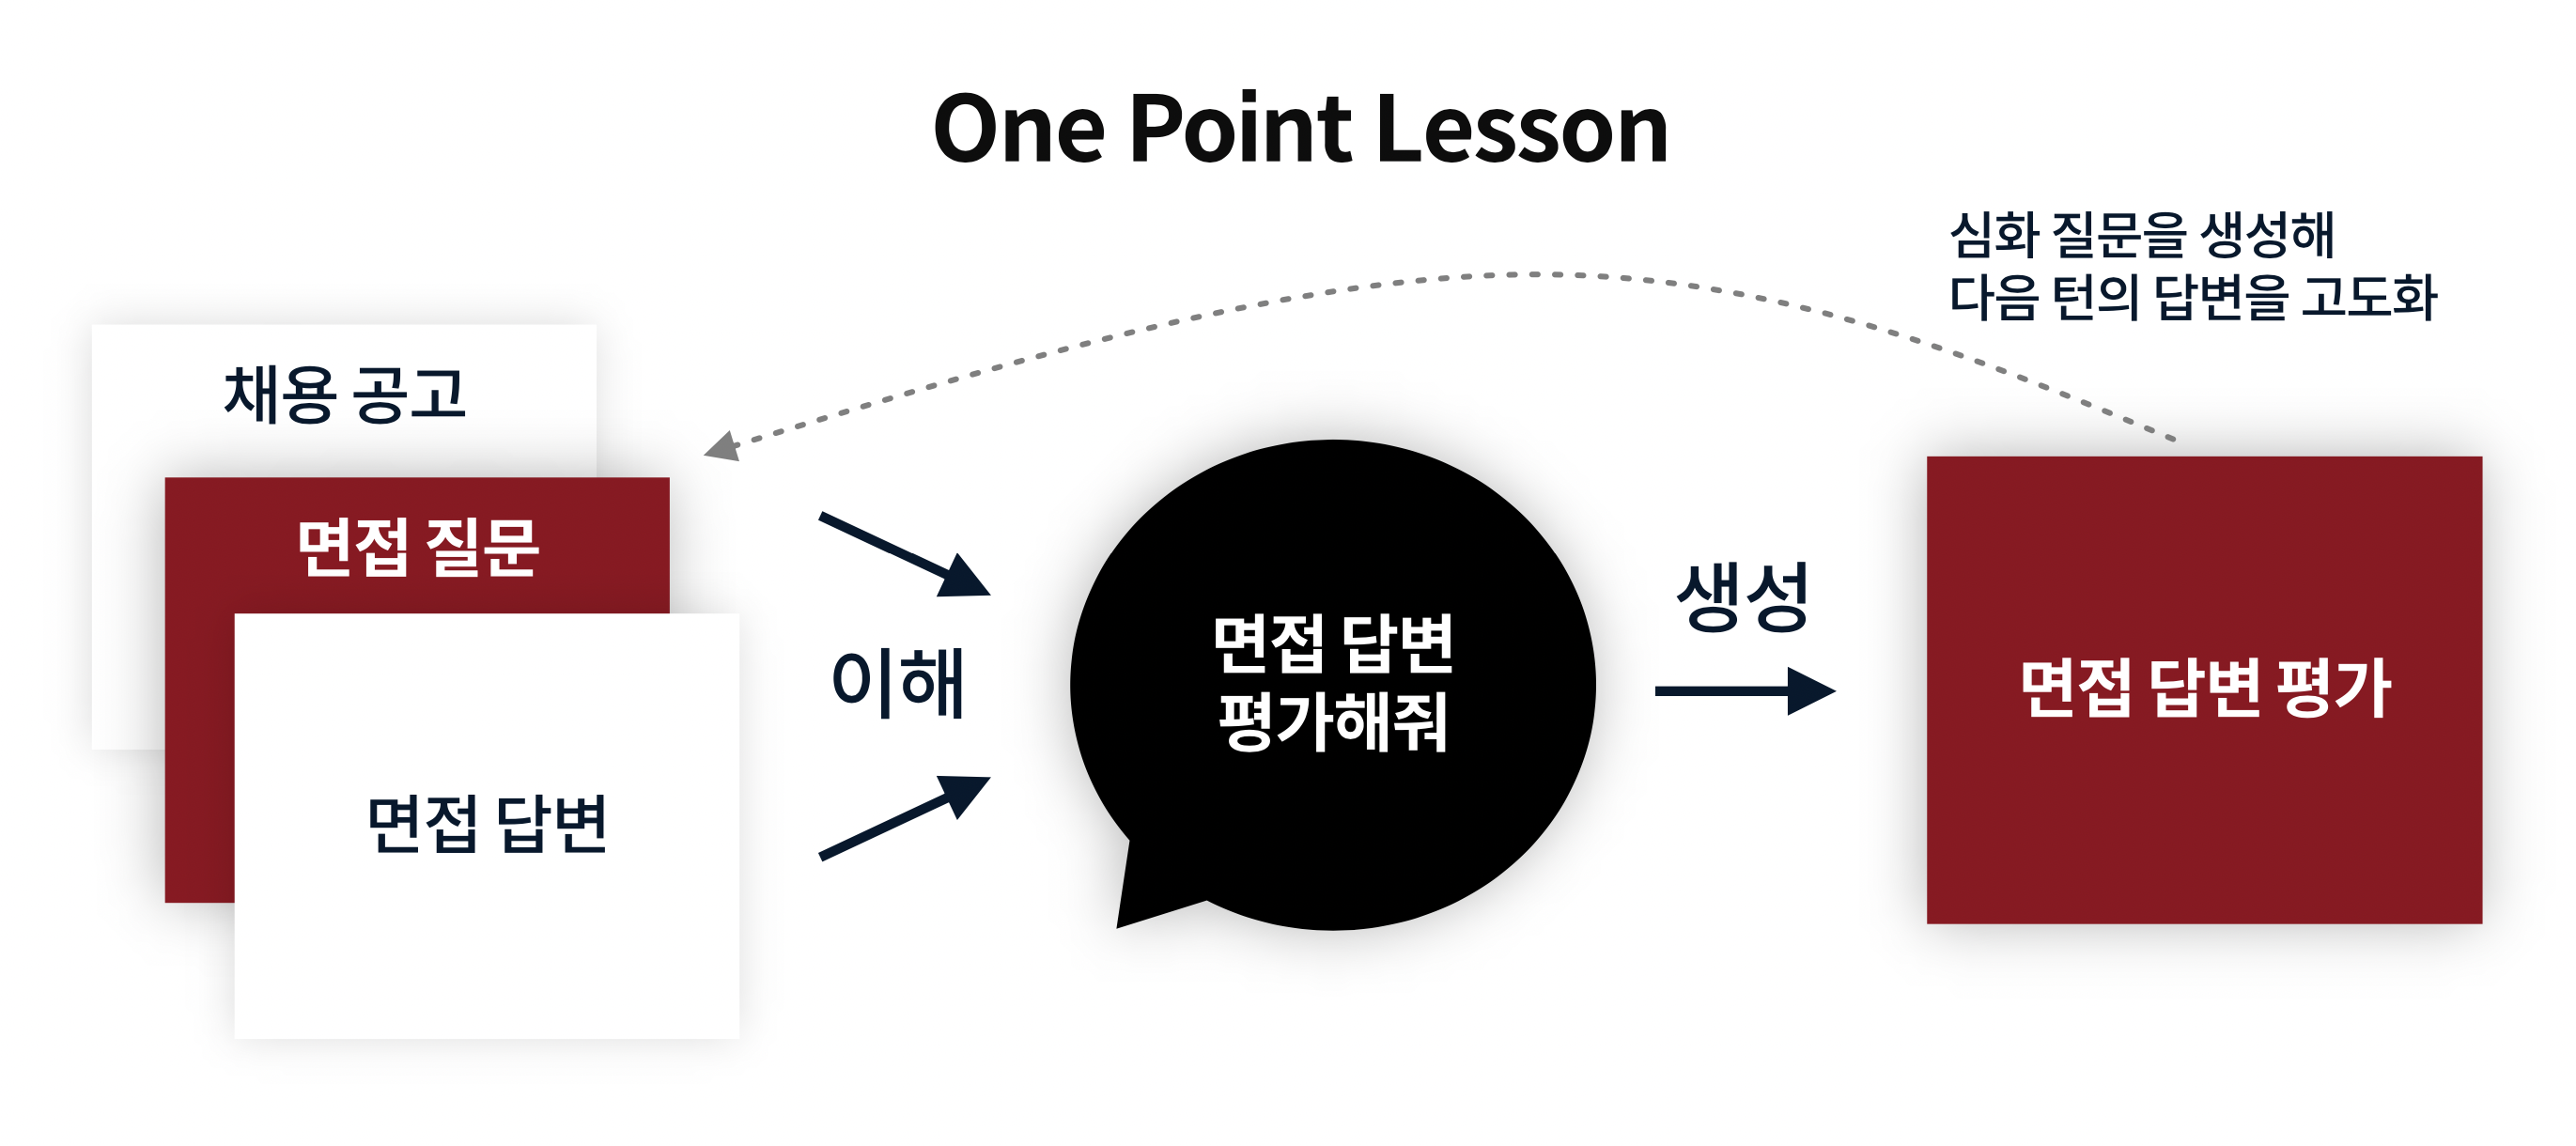 One Point Lesson
심화 질문을 생성해
다음 턴의 답변을 고도화
채용 공고
면접 질문
면접 답변
이해
면접 답변
평가해줘
생성
면접 답변 평가